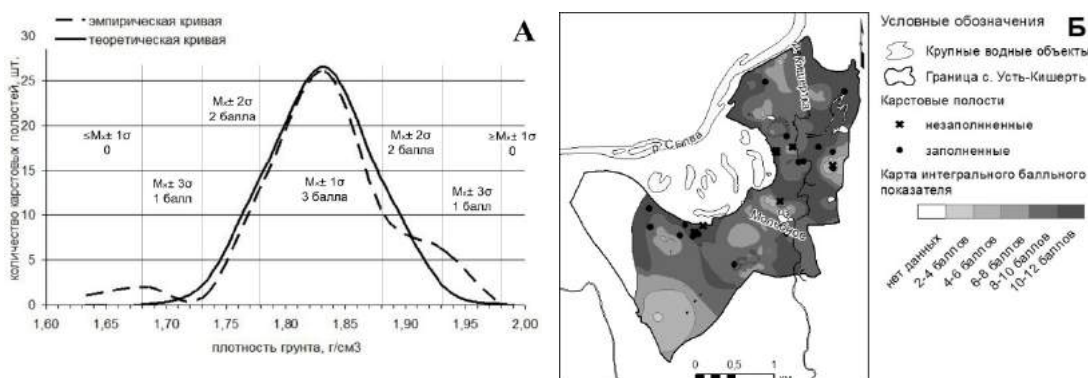 эмпирическая кривая
теоретическая кривая
А
количество карстовых полостей, шт.
30
25
20
15
10
5
0
Mₓ± 2σ
2 балла
≤Mₓ± 1σ
0
Mₓ± 2σ
2 балла
≥Mₓ± 1σ
0
Mₓ± 3σ
1 балл
Mₓ± 1σ
3 балла
Mₓ± 3σ
1 балл
1,60 1,70 1,75 1,80 1,85 1,90 1,95 2,00
плотность грунта, г/см3
р. Сылва
0 0,5 1
км
Б
Условные обозначения
Крупные водные объекты
Граница с. Усть-Кишерть
Карстовые полости
незаполненные
заполненные
Карта интегрального балльного
показателя
нет данных
2-4 баллов
4-6 баллов
6-8 баллов
8-10 баллов
10-12 баллов